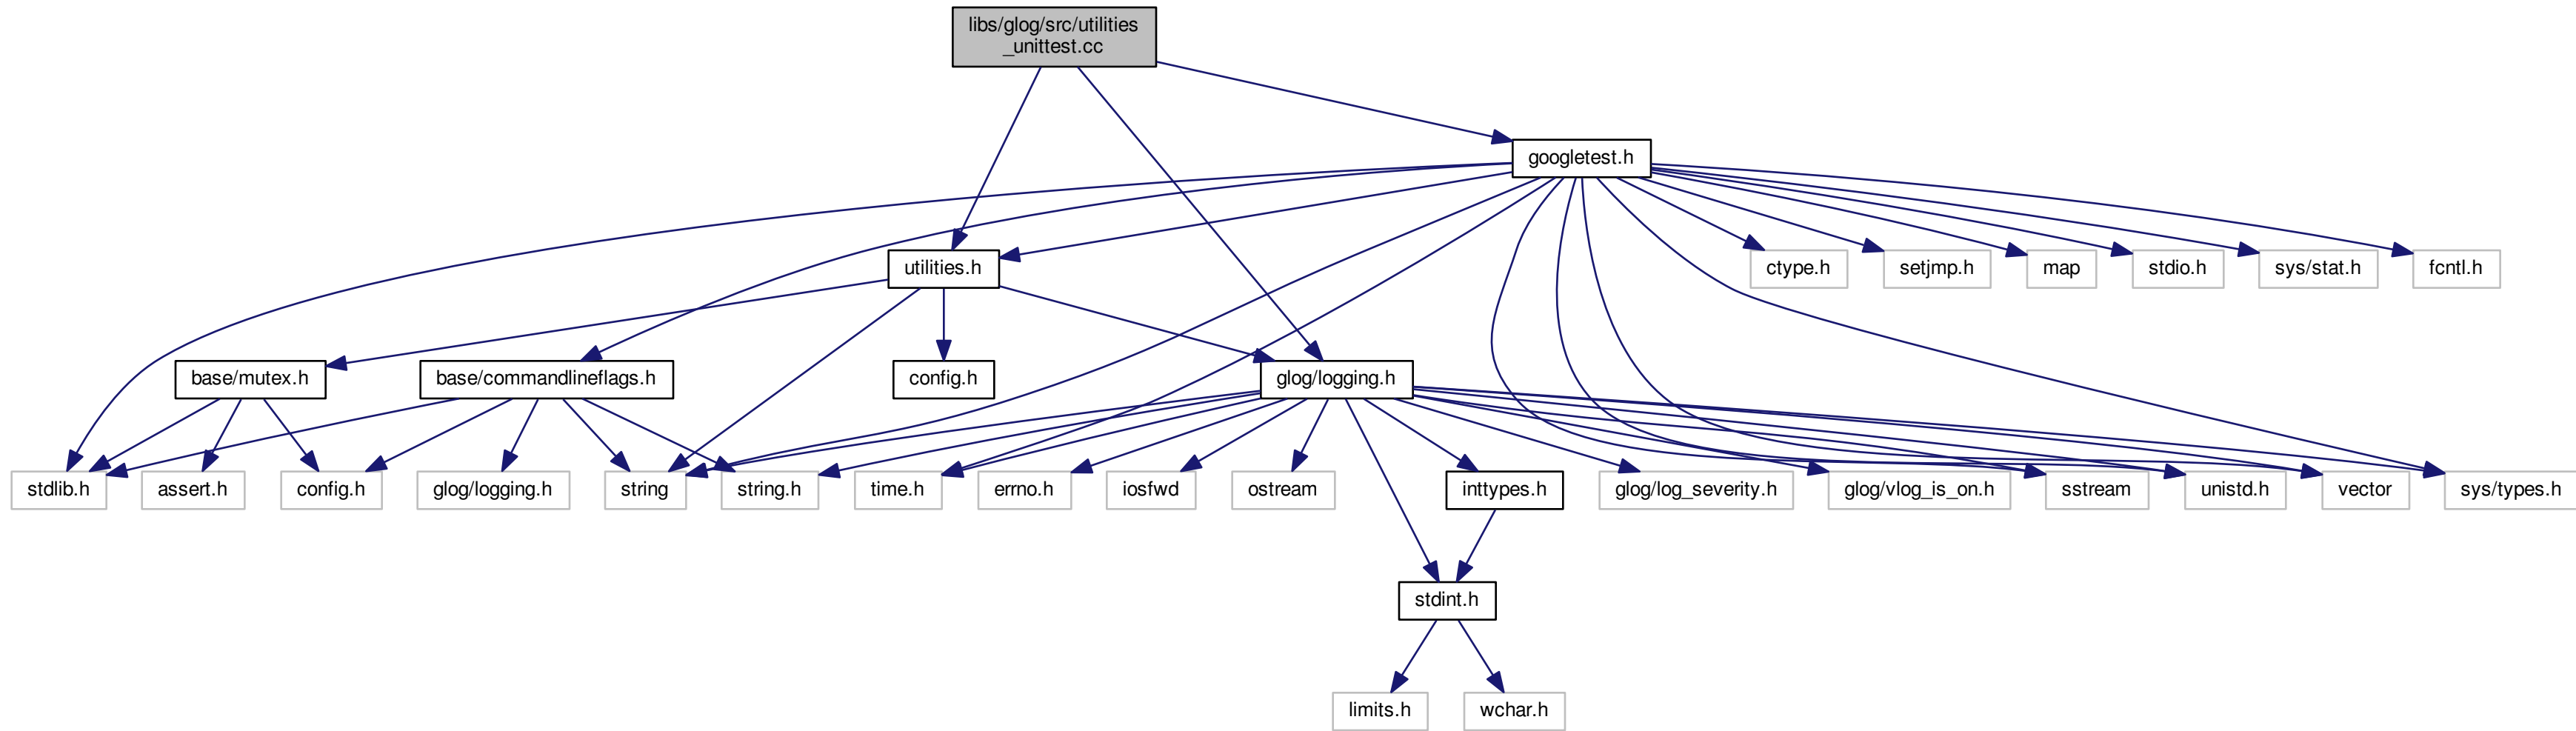 libs/glog/src/utilities
_unittest.cc
googletest.h
utilities.h
ctype.h
setjmp.h
map
stdio.h
sys/stat.h
fcntl.h
base/mutex.h
base/commandlineflags.h
config.h
glog/logging.h
stdlib.h
assert.h
config.h
glog/logging.h
string
string.h
time.h
errno.h
iosfwd
ostream
inttypes.h
glog/log_severity.h
glog/vlog_is_on.h
sstream
unistd.h
vector
sys/types.h
stdint.h
limits.h
wchar.h